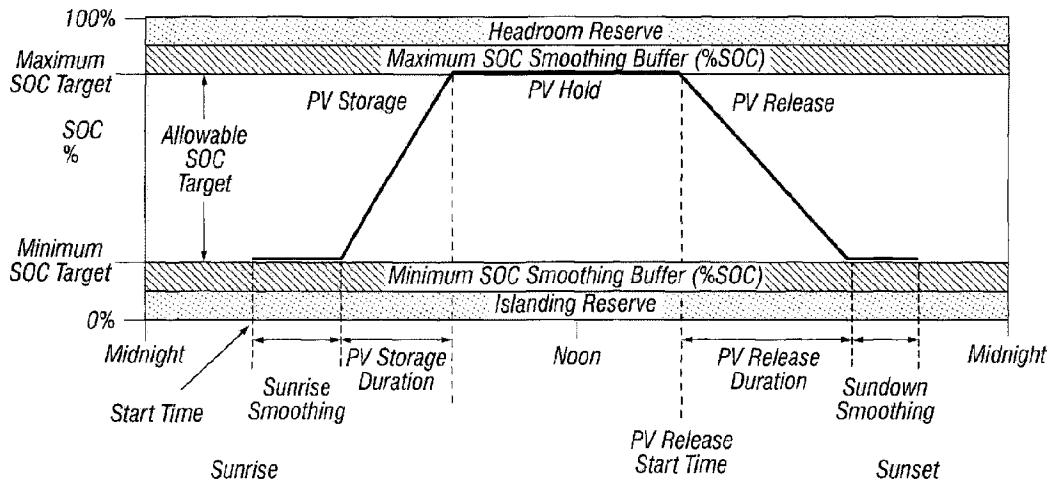 100%
Headroom Reserve
Maximum SOC Smoothing Buffer (%SOC)
Maximum
SOC Target
PV Storage
PV Hold
PV Release
SOC
%
Allowable
SOC
Target
Minimum
SOC Target
Minimum SOC Smoothing Buffer (%SOC)
Islanding Reserve
0%
Midnight
PV Storage
Duration
Noon
PV Release
Duration
Midnight
Start Time
Sunrise
Smoothing
Sundown
Smoothing
PV Release
Start Time
Sunrise
Sunset